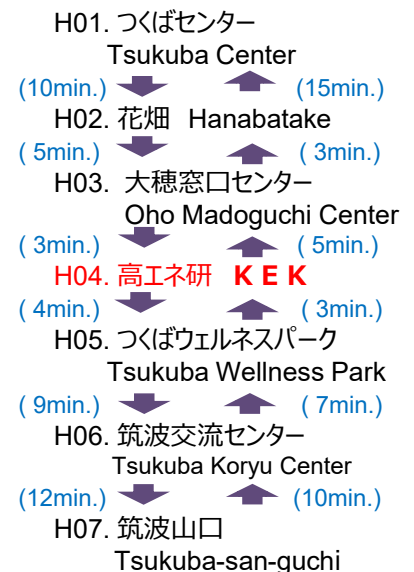 H01. つくばセンター
Tsukuba Center
(10min.) (15min.)
H02. 花畑 Hanabatake
( 5min.) ( 3min.)
H03. 大穂窓口センター
Oho Madoguchi Center
( 3min.) ( 5min.)
H04. 高エネ研 K E K
( 4min.) ( 3min.)
H05. つくばウェルネスパーク
Tsukuba Wellness Park
( 9min.) ( 7min.)
H06. 筑波交流センター
Tsukuba Koryu Center
(12min.) (10min.)
H07. 筑波山口
Tsukuba-san-guchi